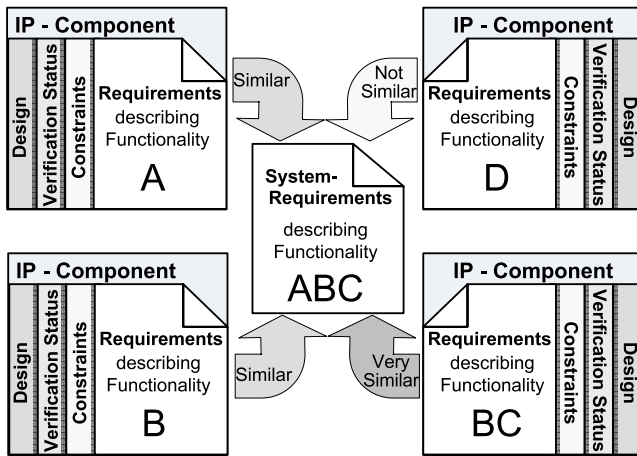 IP - Component
Design
Verification Status
Constraints
Requirements
describing
Functionality
A
Similar
Not
Similar
IP - Component
Requirements
describing
Functionality
D
Constraints
Verification Status
Design
System-
Requirements
describing
Functionality
ABC
IP - Component
Design
Verification Status
Constraints
Requirements
describing
Functionality
B
Similar
Very
Similar
IP - Component
Requirements
describing
Functionality
BC
Constraints
Verification Status
Design